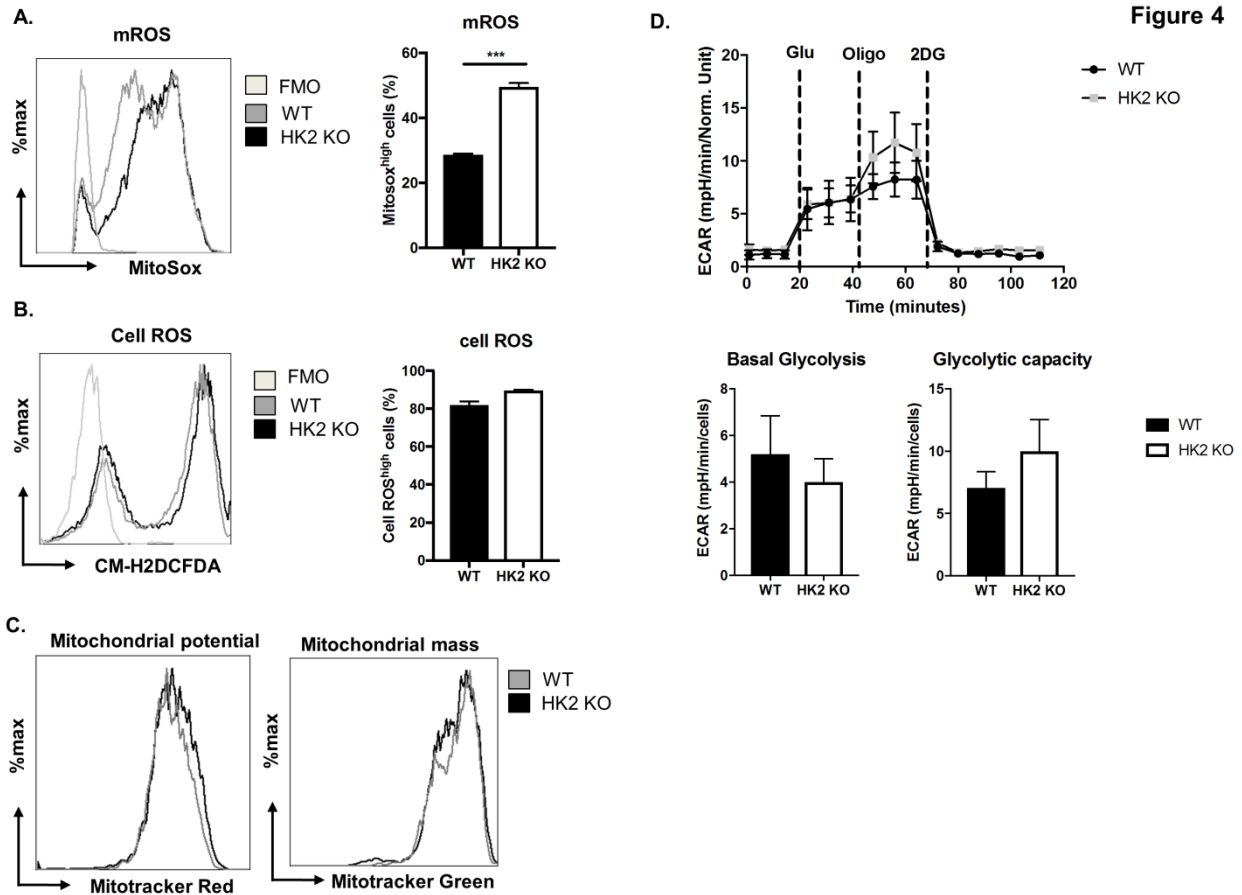 Figure 4
A.
mROS
%max
MitoSox
FMO
WT
HK2 KO
mROS
Mitosoxhigh cells (%)
60
40
20
0
***
WT HK2 KO
B.
Cell ROS
%max
CM-H2DCFDA
FMO
WT
HK2 KO
cell ROS
Cell ROShigh cells (%)
100
80
60
40
20
0
WT HK2 KO
C.
Mitochondrial potential
%max
Mitotracker Red
Mitochondrial mass
%max
Mitotracker Green
WT
HK2 KO
D.
Glu Oligo 2DG
ECAR (mpH/min/Norm. Unit)
20
15
10
5
0
0 20 40 60 80 100 120
Time (minutes)
WT
HK2 KO
Basal Glycolysis
ECAR (mpH/min/cells)
8
6
4
2
0
WT HK2 KO
Glycolytic capacity
ECAR (mpH/min/cells)
15
10
5
0
WT HK2 KO
WT
HK2 KO